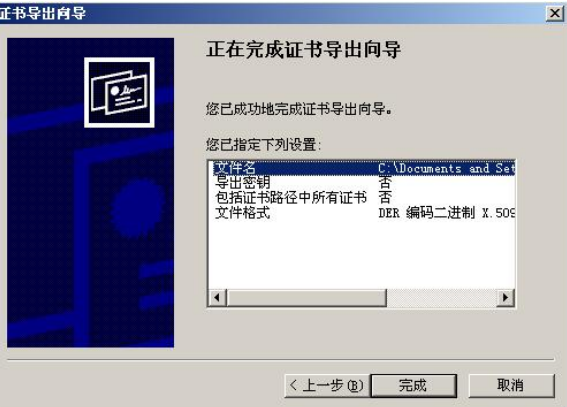 证书导出向导
正在完成证书导出向导
您已成功地完成证书导出向导。
您已指定下列设置:
文件名 C:\Documents and Set
导出密钥 否
包括证书路径中所有证书 否
文件格式 DER 编码二进制 X.509
< 上一步(B) 完成 取消